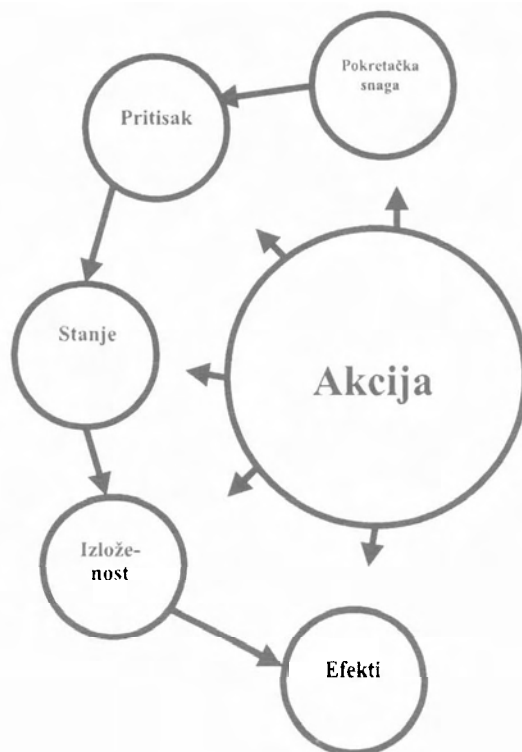 Pokretačka
snaga
Pritisak
Stanje
Akcija
Izlože-
nost
Efekti